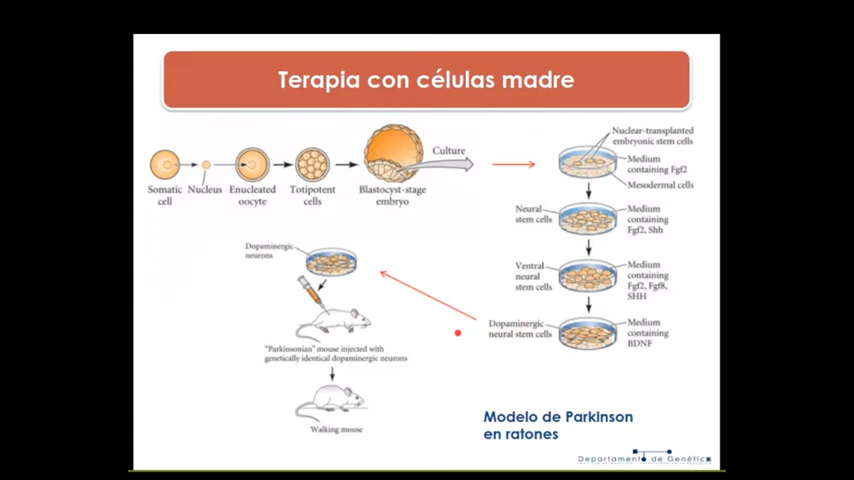 Terapia con células madre
Culture
Somatic
cell
Nucleus
Enucleated
oocyte
Totipotent
cells
Blastocyst-stage
embryo
Nuclear-transplanted
embryonic stem cells
Medium
containing Fgf2
Mesodermal cells
Neural
stem cells
Medium
containing
Fgf2, Shh
Ventral
neural
stem cells
Medium
containing
Fgf2, Fgf8,
SHH
Dopaminergic
neural stem cells
Medium
containing
BDNF
Dopaminergic
neurons
"Parkinsonian" mouse injected with
genetically identical dopaminergic neurons
Walking mouse
Modelo de Parkinson
en ratones
Departamento de Genética